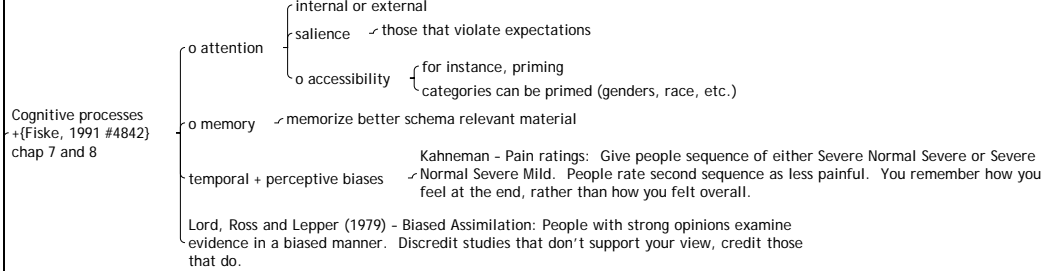 internal or external
salience
those that violate expectations
o attention
o accessibility
for instance, priming
categories can be primed (genders, race, etc.)
Cognitive processes
+{Fiske, 1991 #4842}
chap 7 and 8
o memory
memorize better schema relevant material
temporal + perceptive biases
Kahneman - Pain ratings: Give people sequence of either Severe Normal Severe or Severe
Normal Severe Mild. People rate second sequence as less painful. You remember how you
feel at the end, rather than how you felt overall.
Lord, Ross and Lepper (1979) - Biased Assimilation: People with strong opinions examine
evidence in a biased manner. Discredit studies that don't support your view, credit those
that do.